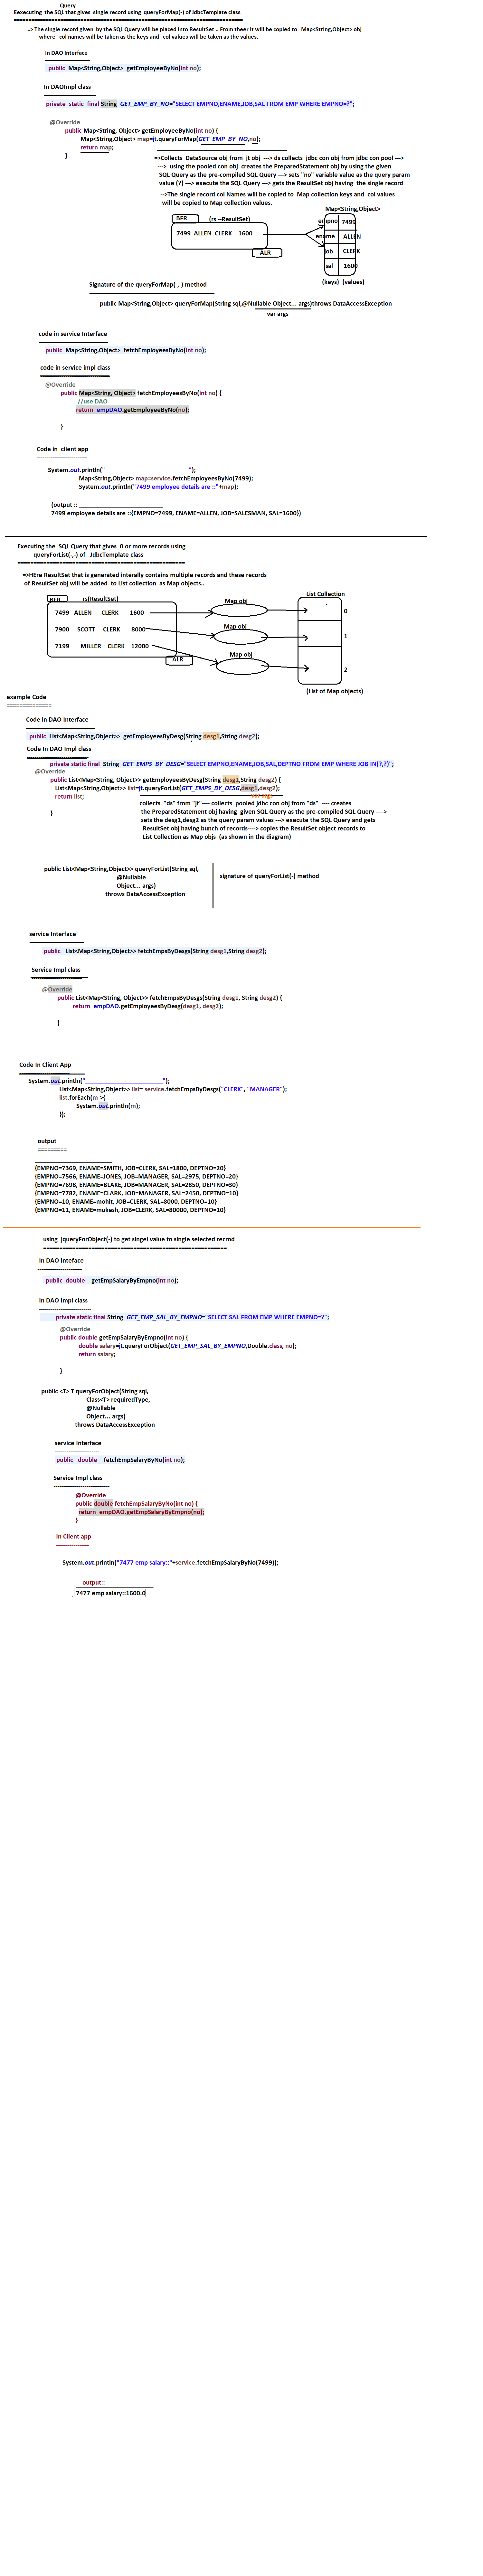 Query
Eexecuting the SQL that gives single record using queryForMap(-) of JdbcTemplate class
=====================================================================
=> The single record given by the SQL Query will be placed into ResultSet .. From theer it will be copied to Map<String,Object> obj
where col names will be taken as the keys and col values will be taken as the values.
In DAO Interface
public Map<String,Object> getEmployeeByNo(int no);
In DAOImpl class
private static final String GET_EMP_BY_NO="SELECT EMPNO,ENAME,JOB,SAL FROM EMP WHERE EMPNO=?";
@Override
public Map<String, Object> getEmployeeByNo(int no) {
Map<String,Object> map=jt.queryForMap(GET_EMP_BY_NO,no);
return map;
}
=>Collects DataSource obj from jt obj ---> ds collects jdbc con obj from jdbc con pool --->
---> using the pooled con obj creates the PreparedStatement obj by using the given
SQL Query as the pre-compiled SQL Query ---> sets "no" variable value as the query param
value (?) ---> execute the SQL Query ---> gets the ResultSet obj having the single record
-->The single record col Names will be copied to Map collection keys and col values
will be copied to Map collection values.
Map<String,Object>
BFR (rs --ResultSet)
7499 ALLEN CLERK 1600
ALR
empno 7499
ename ALLEN
job CLERK
sal 1600
(keys) (values)
Signature of the queryForMap(-,-) method
public Map<String,Object> queryForMap(String sql,@Nullable Object... args)throws DataAccessException
var args
code in service Interface
public Map<String,Object> fetchEmployeesByNo(int no);
code in service Impl class
@Override
public Map<String, Object> fetchEmployeesByNo(int no) {
//use DAO
return empDAO.getEmployeeByNo(no);
}
Code in client app
-------------------------
System.out.println("__________________________");
Map<String,Object> map=service.fetchEmployeesByNo(7499);
System.out.println("7499 employee details are ::"+map);
(output :: __________________________
7499 employee details are ::{EMPNO=7499, ENAME=ALLEN, JOB=SALESMAN, SAL=1600})
Executing the SQL Query that gives 0 or more records using
queryForList(-,-) of JdbcTemplate class
===================================================
=>HEre ResultSet that is generated interally contains multiple records and these records
of ResultSet obj will be added to List collection as Map objects..
BFR rs(ResultSet)
7499 ALLEN CLERK 1600
7900 SCOTT CLERK 8000
7199 MILLER CLERK 12000
ALR
Map obj
Map obj
Map obj
List Collection
0
1
2
(List of Map objects)
example Code
==============
Code in DAO Interface
public List<Map<String,Object>> getEmployeesByDesg(String desg1,String desg2);
Code In DAO Impl class
private static final String GET_EMPS_BY_DESG="SELECT EMPNO,ENAME,JOB,SAL,DEPTNO FROM EMP WHERE JOB IN(?,?)";
@Override
public List<Map<String, Object>> getEmployeesByDesg(String desg1, String desg2) {
List<Map<String,Object>> list=jt.queryForList(GET_EMPS_BY_DESG,desg1,desg2);
return list;
}
collects "ds" from "jt"---- collects pooled jdbc con obj from "ds" ---- creates
the PreparedStatement obj having given SQL Query as the pre-compiled SQL Query ---->
sets the desg1,desg2 as the query param values ---> execute the SQL Query and gets
ResultSet obj having bunch of records----> copies the ResultSet object records to
List Collection as Map objs (as shown in the diagram)
public List<Map<String,Object>> queryForList(String sql,
@Nullable
Object... args)
throws DataAccessException
signature of queryForList(-) method
service Interface
public List<Map<String,Object>> fetchEmpsByDesgs(String desg1,String desg2);
Service Impl class
@Override
public List<Map<String, Object>> fetchEmpsByDesgs(String desg1, String desg2) {
return empDAO.getEmployeesByDesg(desg1, desg2);
}
Code In Client App
System.out.println("________________________");
List<Map<String,Object>> list= service.fetchEmpsByDesgs("CLERK", "MANAGER");
list.forEach(m->{
System.out.println(m);
});
output
=========
________________________
{EMPNO=7369, ENAME=SMITH, JOB=CLERK, SAL=1800, DEPTNO=20}
{EMPNO=7566, ENAME=JONES, JOB=MANAGER, SAL=2975, DEPTNO=20}
{EMPNO=7698, ENAME=BLAKE, JOB=MANAGER, SAL=2850, DEPTNO=30}
{EMPNO=7782, ENAME=CLARK, JOB=MANAGER, SAL=2450, DEPTNO=10}
{EMPNO=10, ENAME=mohit, JOB=CLERK, SAL=8000, DEPTNO=10}
{EMPNO=11, ENAME=mukesh, JOB=CLERK, SAL=80000, DEPTNO=10}
using jqueryForObject(-) to get singel value to single selected recrod
========================================================
In DAO Inteface
----------------------
public double getEmpSalaryByEmpno(int no);
In DAO Impl class
--------------------------
private static final String GET_EMP_SAL_BY_EMPNO="SELECT SAL FROM EMP WHERE EMPNO=?";
@Override
public double getEmpSalaryByEmpno(int no) {
double salary=jt.queryForObject(GET_EMP_SAL_BY_EMPNO,Double.class, no);
return salary;
}
public <T> T queryForObject(String sql,
Class<T> requiredType,
@Nullable
Object... args)
throws DataAccessException
service Interface
----------------------
public double fetchEmpSalaryByNo(int no);
Service Impl class
----------------------------
@Override
public double fetchEmpSalaryByNo(int no) {
return empDAO.getEmpSalaryByEmpno(no);
}
In Client app
----------------
System.out.println("7477 emp salary::"+service.fetchEmpSalaryByNo(7499));
output::
7477 emp salary::1600.0